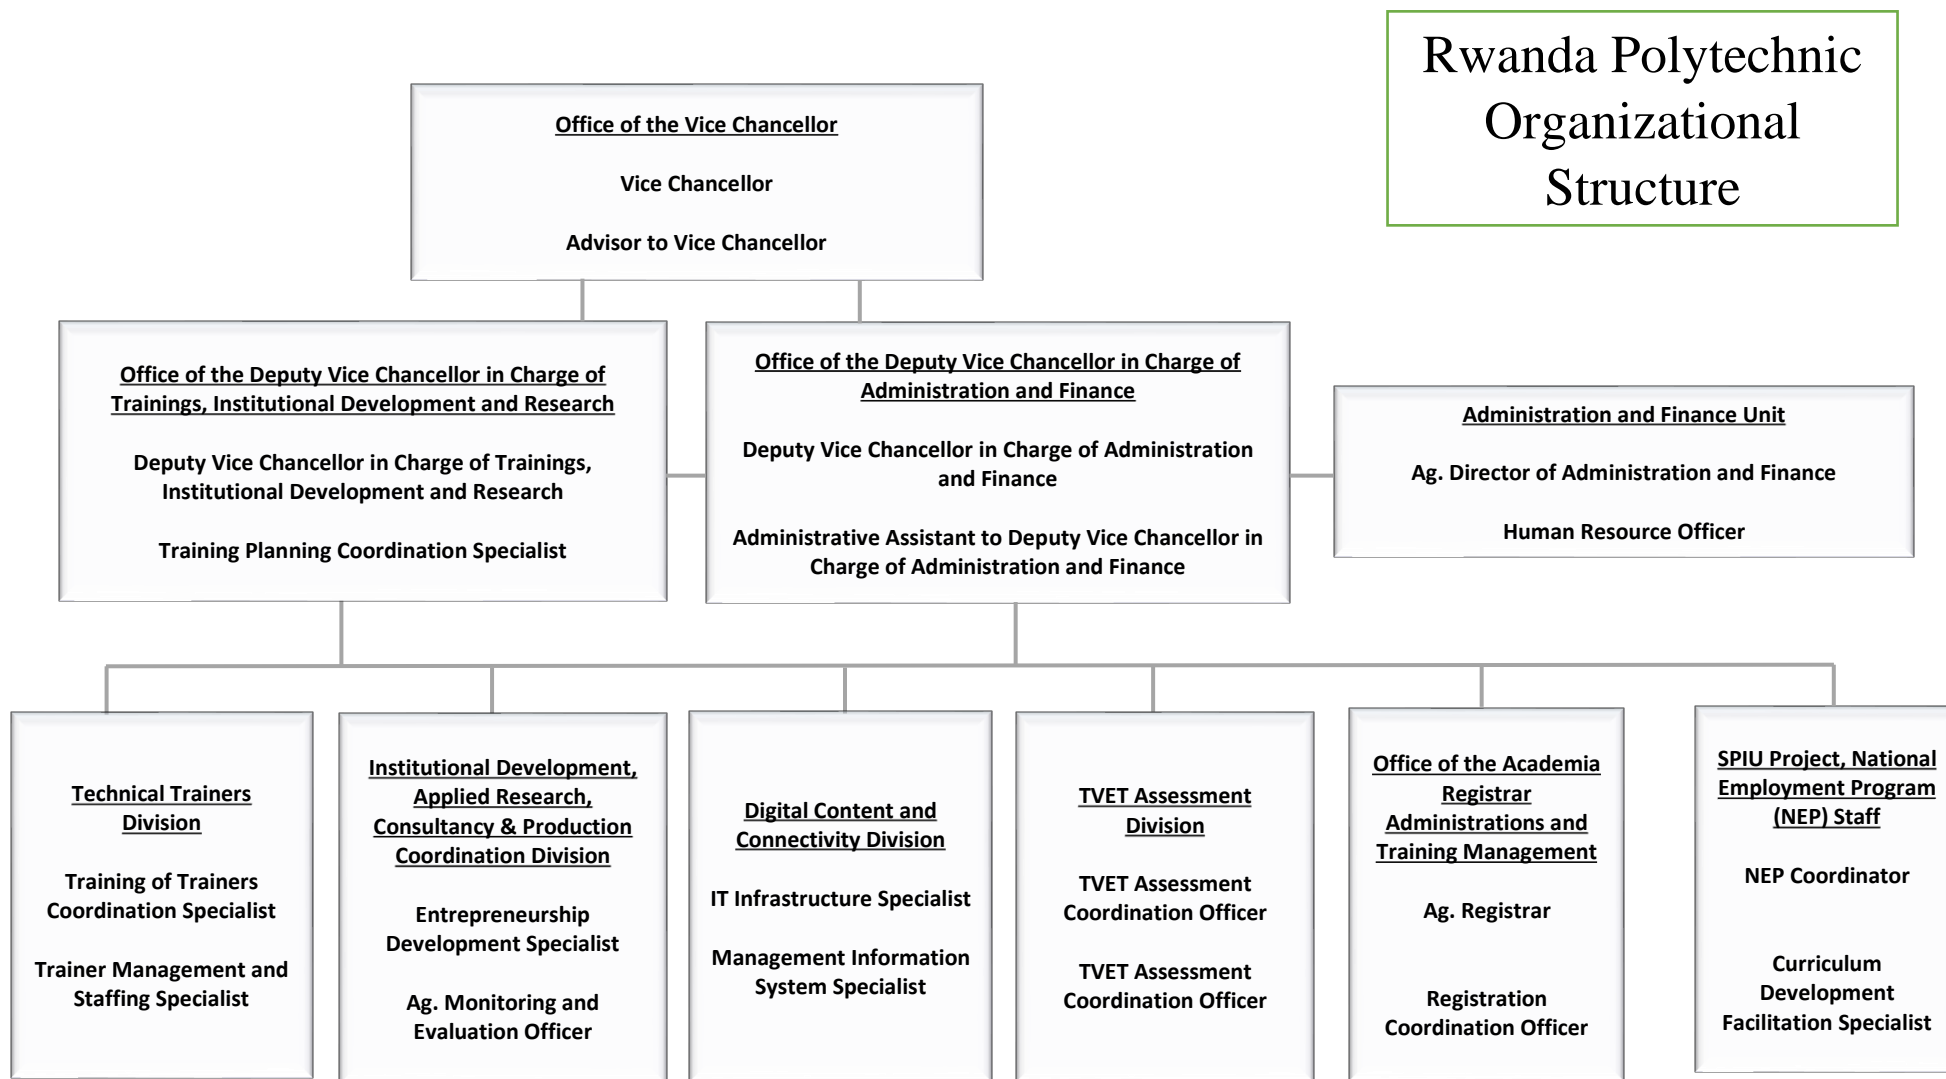 Rwanda Polytechnic
Organizational
Structure
Office of the Vice Chancellor
Vice Chancellor
Advisor to Vice Chancellor
Office of the Deputy Vice Chancellor in Charge of
Trainings, Institutional Development and Research
Deputy Vice Chancellor in Charge of Trainings,
Institutional Development and Research
Training Planning Coordination Specialist
Office of the Deputy Vice Chancellor in Charge of
Administration and Finance
Deputy Vice Chancellor in Charge of Administration
and Finance
Administrative Assistant to Deputy Vice Chancellor in
Charge of Administration and Finance
Administration and Finance Unit
Ag. Director of Administration and Finance
Human Resource Officer
Technical Trainers
Division
Training of Trainers
Coordination Specialist
Trainer Management and
Staffing Specialist
Institutional Development,
Applied Research,
Consultancy & Production
Coordination Division
Entrepreneurship
Development Specialist
Ag. Monitoring and
Evaluation Officer
Digital Content and
Connectivity Division
IT Infrastructure Specialist
Management Information
System Specialist
TVET Assessment
Division
TVET Assessment
Coordination Officer
TVET Assessment
Coordination Officer
Office of the Academia
Registrar
Administrations and
Training Management
Ag. Registrar
Registration
Coordination Officer
SPIU Project, National
Employment Program
(NEP) Staff
NEP Coordinator
Curriculum
Development
Facilitation Specialist